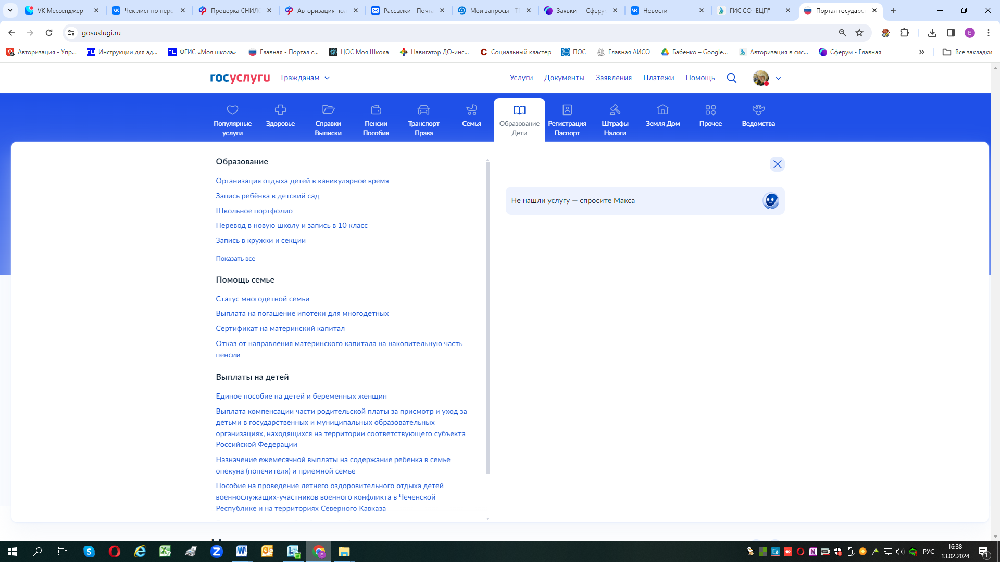 VK Мессенджер
Чек лист по перс
Проверка СНИЛС
Авторизация пол
Рассылки - Почта
Мои запросы - Т
Заявки — Сферу
Новости
ГИС СО "ЕЦП"
Портал государст
gosuslugi.ru
E
Авторизация - Упр...
МШ Инструкции для ад...
МШ ФГИС «Моя школа»
Главная - Портал с...
ЦОС Моя Школа
Навигатор ДО-инс...
Социальный кластер
ПОС
Главная АИСО
Бабенко – Google...
Авторизация в сис...
Сферум - Главная
Все закладки
госуслуги
Гражданам
Услуги
Документы
Заявления
Платежи
Помощь
Популярные
услуги
Здоровье
Справки
Выписки
Пенсии
Пособия
Транспорт
Права
Семья
Образование
Дети
Регистрация
Паспорт
Штрафы
Налоги
Земля Дом
Прочее
Ведомства
Образование
Организация отдыха детей в каникулярное время
Запись ребёнка в детский сад
Школьное портфолио
Перевод в новую школу и запись в 10 класс
Запись в кружки и секции
Показать все
Помощь семье
Статус многодетной семьи
Выплата на погашение ипотеки для многодетных
Сертификат на материнский капитал
Отказ от направления материнского капитала на накопительную часть
пенсии
Выплаты на детей
Единое пособие на детей и беременных женщин
Выплата компенсации части родительской платы за присмотр и уход за
детьми в государственных и муниципальных образовательных
организациях, находящихся на территории соответствующего субъекта
Российской Федерации
Назначение ежемесячной выплаты на содержание ребенка в семье
опекуна (попечителя) и приемной семье
Пособие на проведение летнего оздоровительного отдыха детей
военнослужащих-участников военного конфликта в Чеченской
Республике и на территориях Северного Кавказа
Не нашли услугу — спросите Макса
РУС
16:38
13.02.2024
1